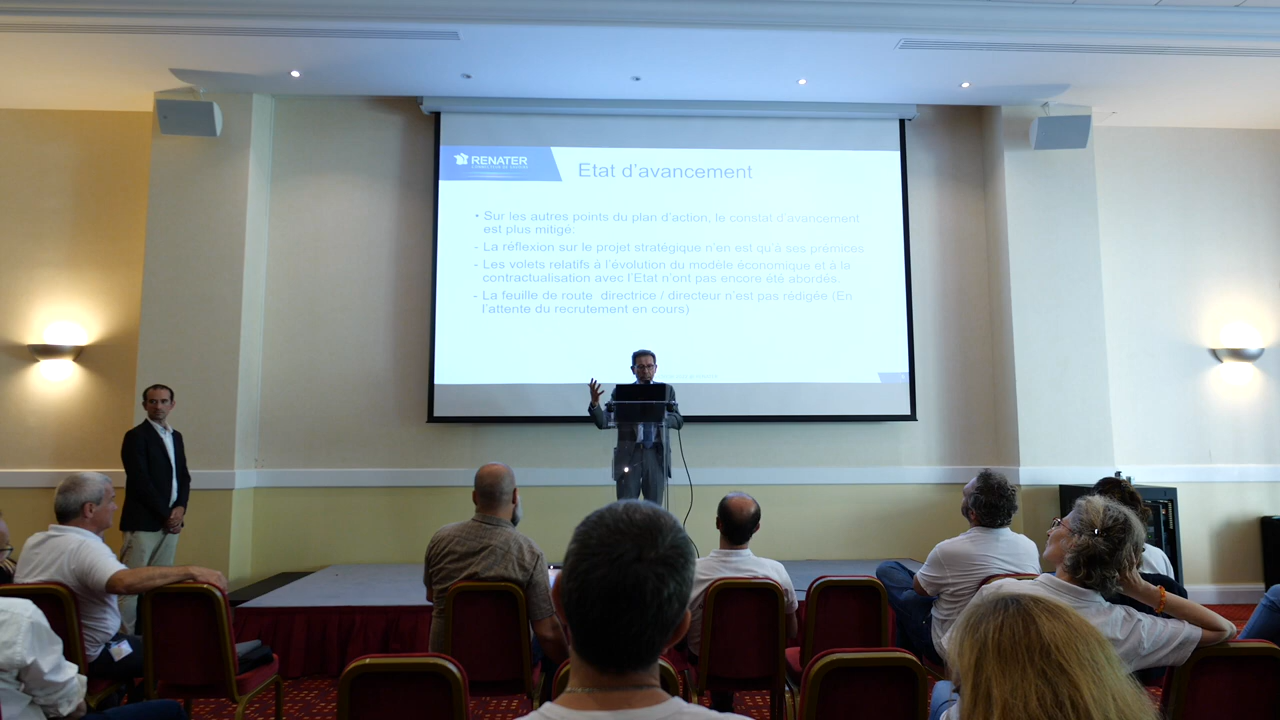 RENATER
Etat d'avancement
• Sur les autres points du plan d'action, le constat d'avancement
est plus mitigé:
- La réflexion sur le projet stratégique n'en est qu'à ses prémices
- Les volets relatifs à l'évolution du modèle économique et à la
contractualisation avec l'Etat n'ont pas encore été abordés.
- La feuille de route directrice / directeur n'est pas rédigée (En
l'attente du recrutement en cours)